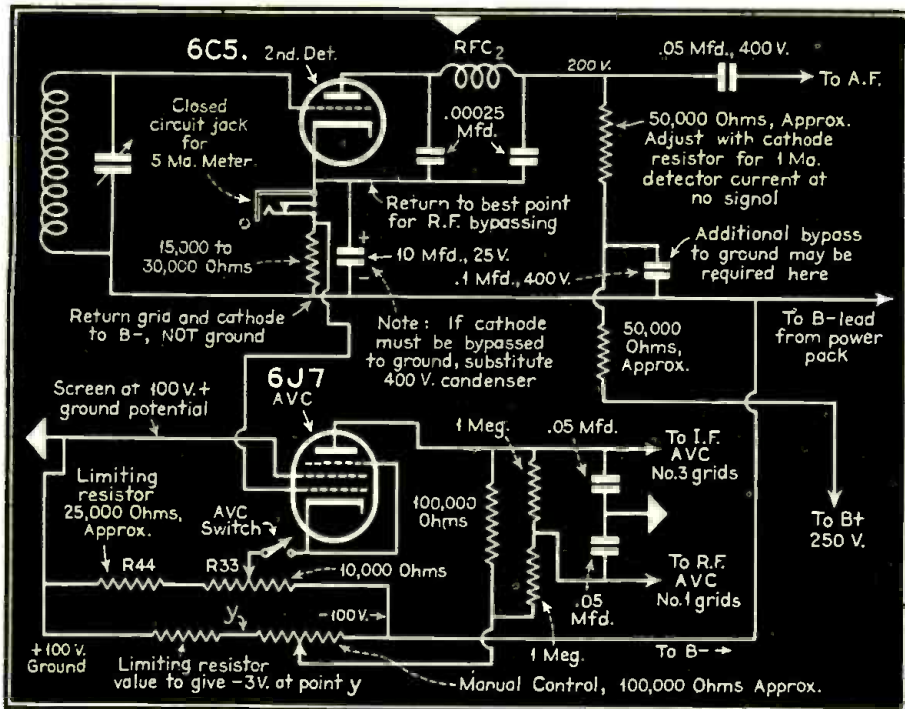 6C5.
2nd. Det.
RFC2
200 V.
.05 Mfd., 400 V.
To A.F.
Closed
circuit jack
for
5 Ma. Meter.
.00025
Mfd.
50,000 Ohms, Approx.
Adjust with cathode
resistor for 1 Ma.
detector current at
no signol
Return to best point
for R.F. bypassing
15,000 to
30,000 Ohms
+
10 Mfd., 25 V.
-
.1 Mfd., 400V.
Additional bypass
to ground may be
required here
Return grid and cathode
to B-, NOT ground
Note: If cathode
must be bypassed
to ground, substitute
400 V. condenser
50,000
Ohms,
Approx.
To B-lead
from power
pack
Screen at 100 V.+
ground potential
6J7
AVC
1 Meg.
.05 Mfd.
To I.F.
AVC
No.3 grids
Limiting
resistor
25,000 Ohms,
Approx.
AVC
Switch
100,000
Ohms
To B+
250 V.
R44
R33
10,000 Ohms
To R.F.
AVC
No.1 grids
.05
Mfd.
-100V.
y
+100 V.
Ground
1 Meg.
To B-
Limiting resistor
value to give -3V. at point y
Manual Control, 100,000 Ohms Approx.